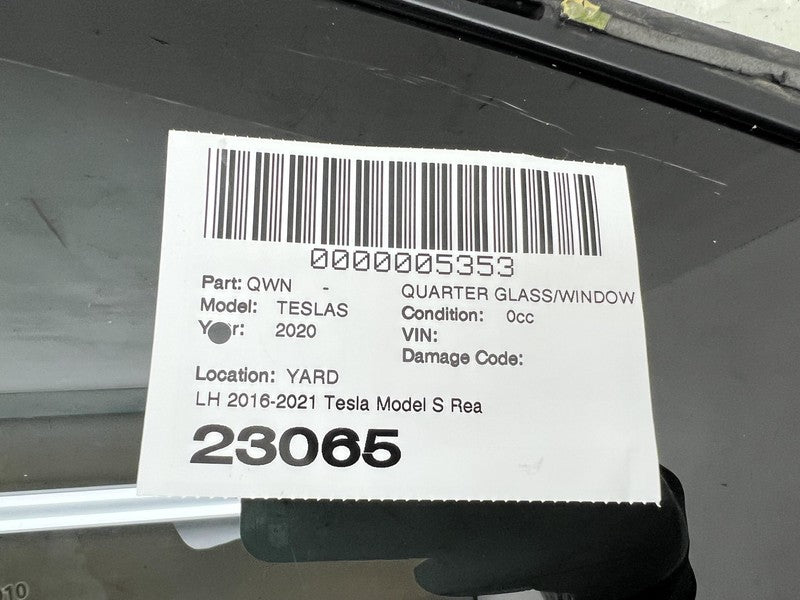 0000005353
Part: QWN - QUARTER GLASS/WINDOW
Model: TESLAS Condition: 0cc
Year: 2020 VIN:
Damage Code:
Location: YARD
LH 2016-2021 Tesla Model S Rea
23065